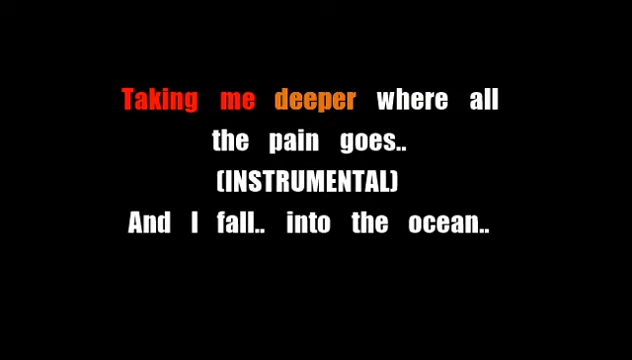 Taking me deeper where all
the pain goes..
(INSTRUMENTAL)
And I fall.. into the ocean..